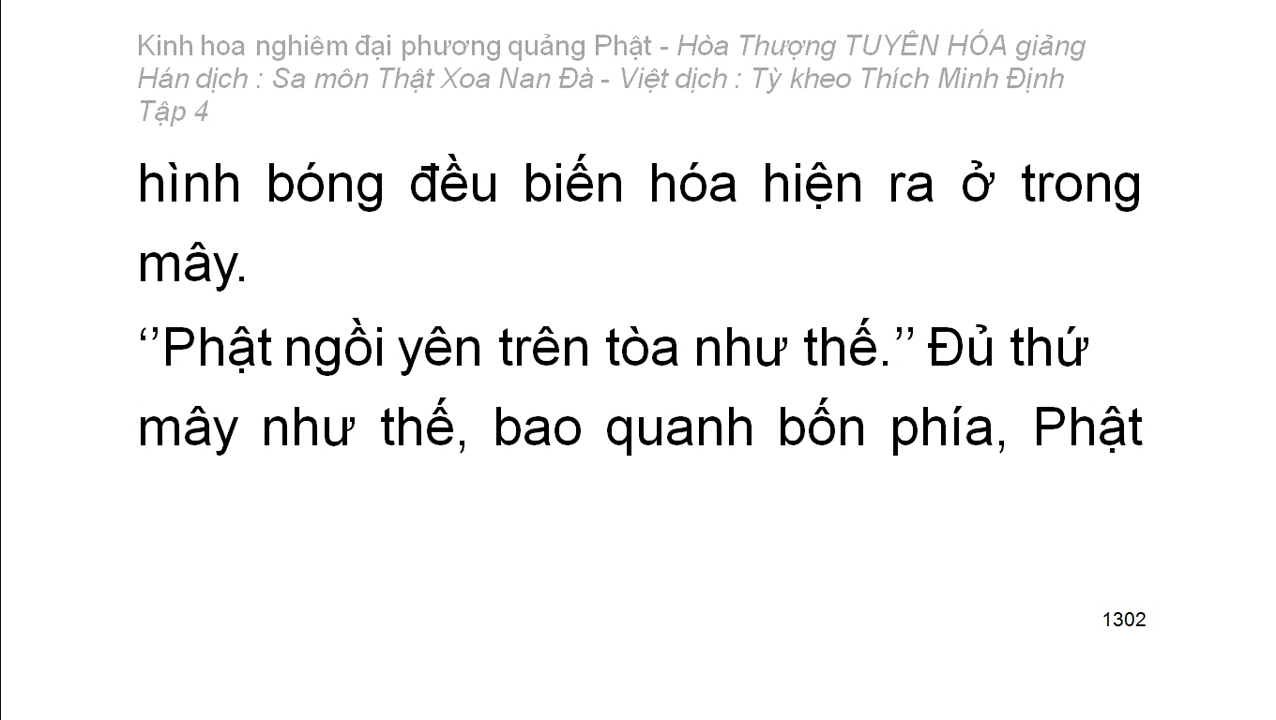 Kinh hoa nghiêm đại phương quảng Phật - Hòa Thượng TUYÊN HÓA giảng
Hán dịch : Sa môn Thật Xoa Nan Đà - Việt dịch : Tỳ kheo Thích Minh Định
Tập 4
hình bóng đều biến hóa hiện ra ở trong
mây.
‘’Phật ngồi yên trên tòa như thế.’’ Đủ thứ
mây như thế, bao quanh bốn phía, Phật
1302